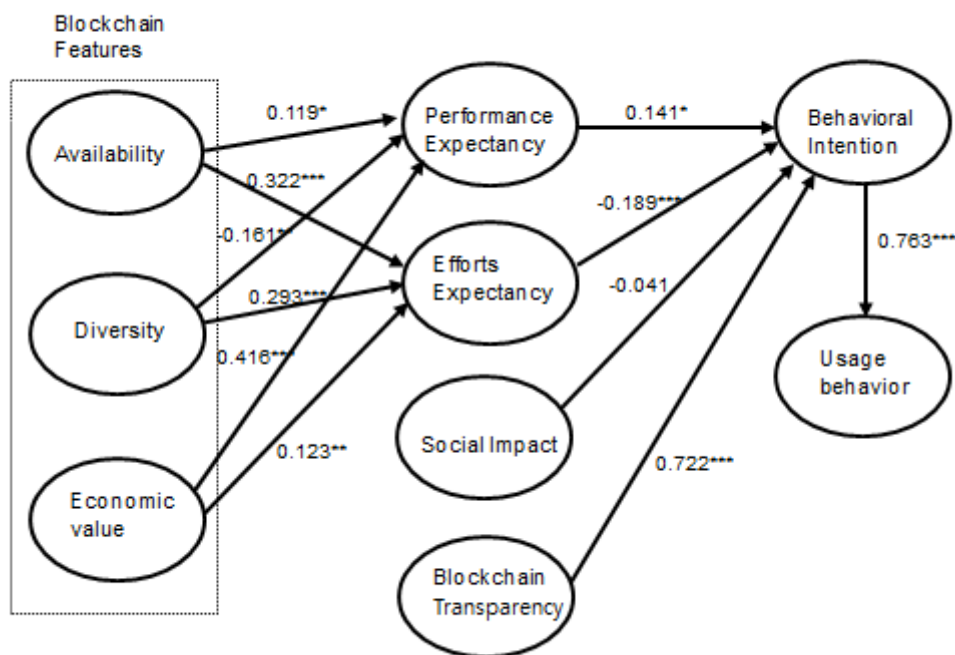 Blockchain
Features
Availability
Diversity
Economic
value
0.119*
0.322***
-0.161**
0.293***
0.416***
0.123**
Performance
Expectancy
Efforts
Expectancy
Social Impact
Blockchain
Transparency
0.141*
-0.189***
-0.041
0.722***
Behavioral
Intention
0.763***
Usage
behavior